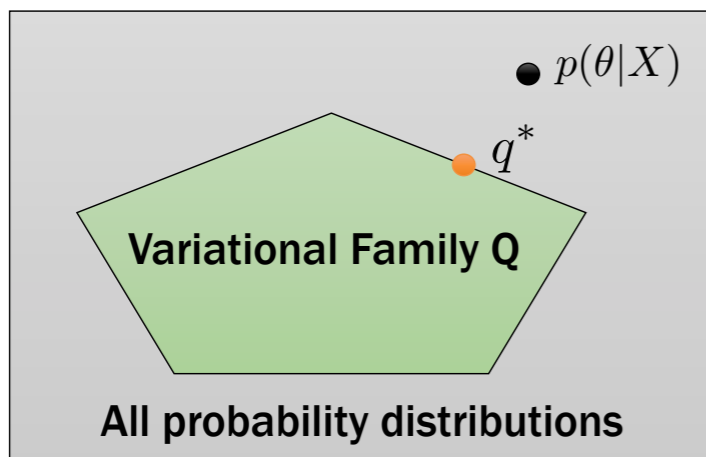 p(θ|X)
q*
Variational Family Q
All probability distributions